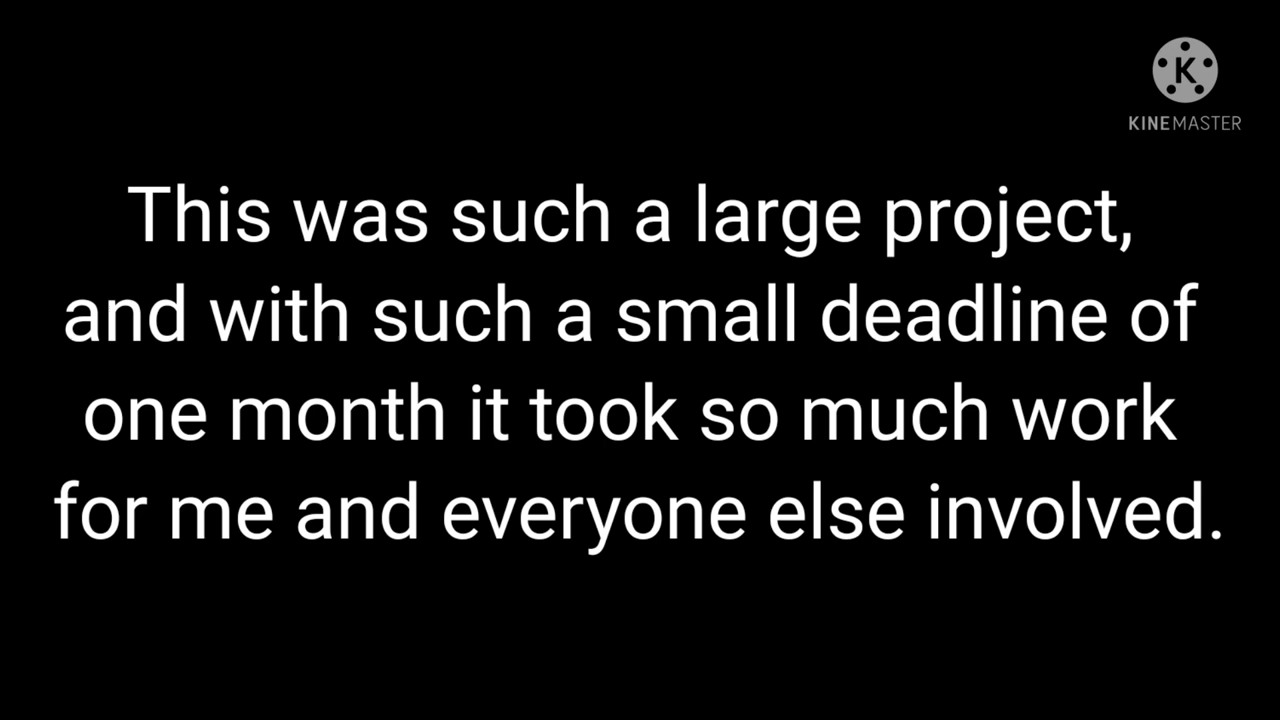 K
KINEMASTER
This was such a large project,
and with such a small deadline of
one month it took so much work
for me and everyone else involved.